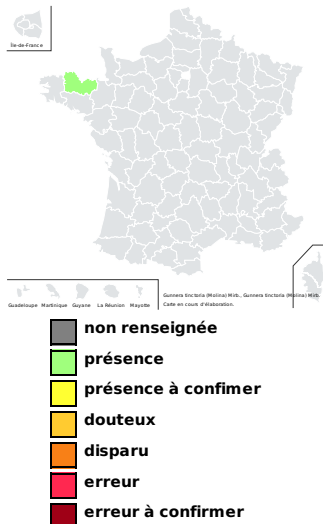 Île-de-France
Guadeloupe Martinique Guyane La Réunion Mayotte
Gunnera tinctoria (Molina) Mirb., Gunnera tinctoria (Molina) Mirb.
Carte en cours d'élaboration.
non renseignée
présence
présence à confimer
douteux
disparu
erreur
erreur à confirmer